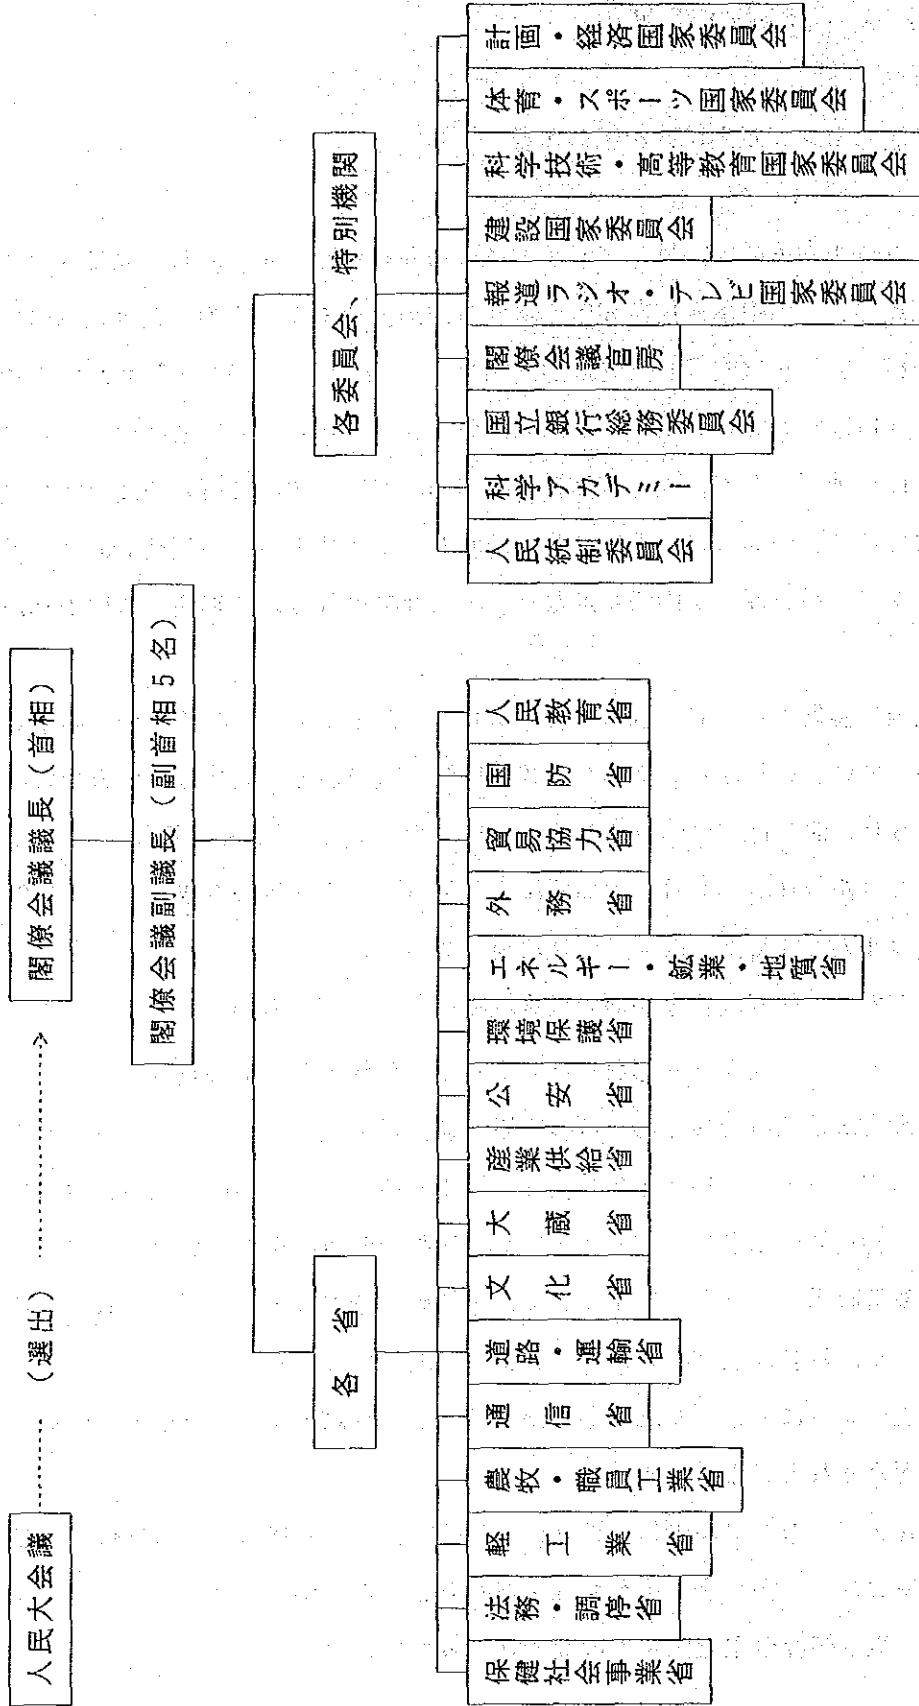 人民大会議
(選出)
閣僚会議議長(首相)
閣僚会議副議長(副首相5名)
各省
各委員会、特別機関
保健社会事業省
法務・調停省
軽工業省
農牧・職員工業省
通信省
道路・運輸省
文化省
大蔵省
産業供給省
公安省
環境保護省
エネルギー・鉱業・地質省
外務省
貿易協力省
国防省
人民教育省
人民統制委員会
科学アカデミー
国立銀行総務委員会
閣僚会議官房
報道ラジオ・テレビ国家委員会
建設国家委員会
科学技術・高等教育国家委員会
体育・スポーツ国家委員会
計画・経済国家委員会